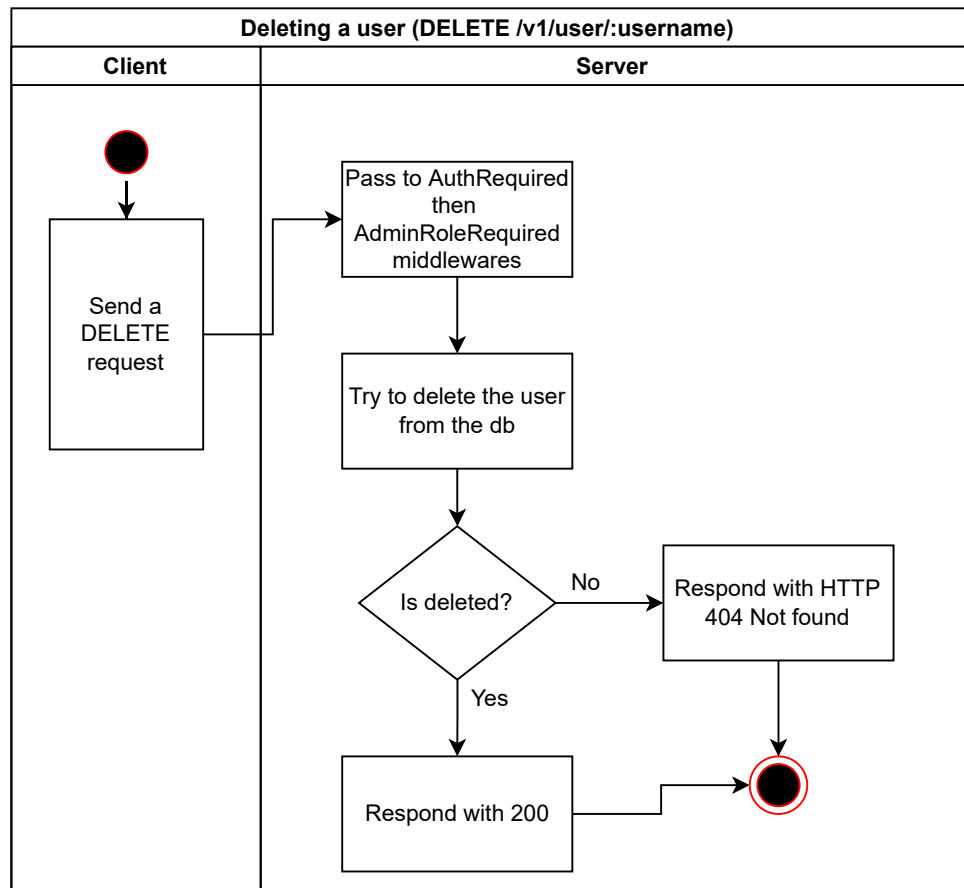 Deleting a user (DELETE /v1/user/:username)
Client
Server
Pass to AuthRequired
then
AdminRoleRequired
middlewares
Send a
DELETE
request
Try to delete the user
from the db
Is deleted?
No
Respond with HTTP
404 Not found
Yes
Respond with 200